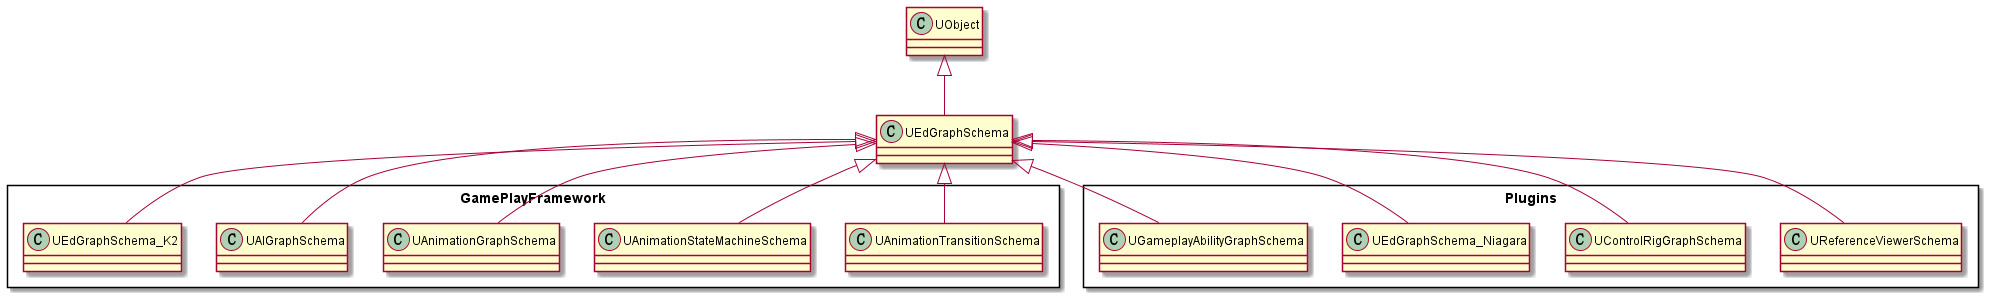 C UObject
C UEdGraphSchema
GamePlayFramework
Plugins
C UEdGraphSchema_K2
C UAIGraphSchema
C UAnimationGraphSchema
C UAnimationStateMachineSchema
C UAnimationTransitionSchema
C UGameplayAbilityGraphSchema
C UEdGraphSchema_Niagara
C UControlRigGraphSchema
C UReferenceViewerSchema